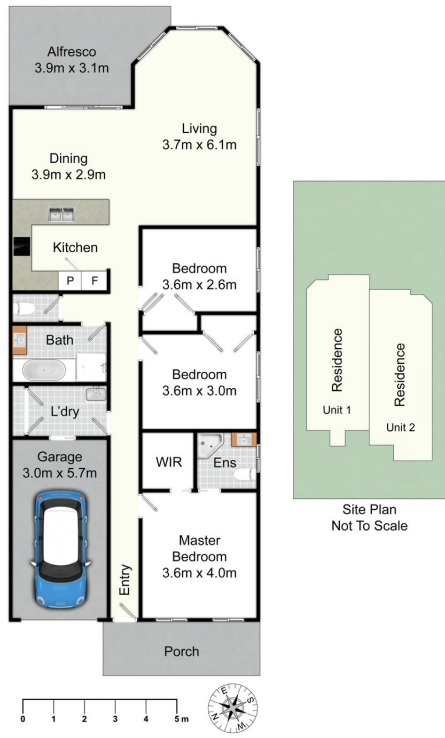 Alfresco
3.9m x 3.1m
Living
3.7m x 6.1m
Dining
3.9m x 2.9m
Kitchen
P F
Bedroom
3.6m x 2.6m
Bath
Bedroom
3.6m x 3.0m
L'dry
Garage
3.0m x 5.7m
WIR
Ens
Master
Bedroom
3.6m x 4.0m
Entry
Porch
Residence
Unit 1
Residence
Unit 2
Site Plan
Not To Scale
0 1 2 3 4 5 m
E
S
N
W